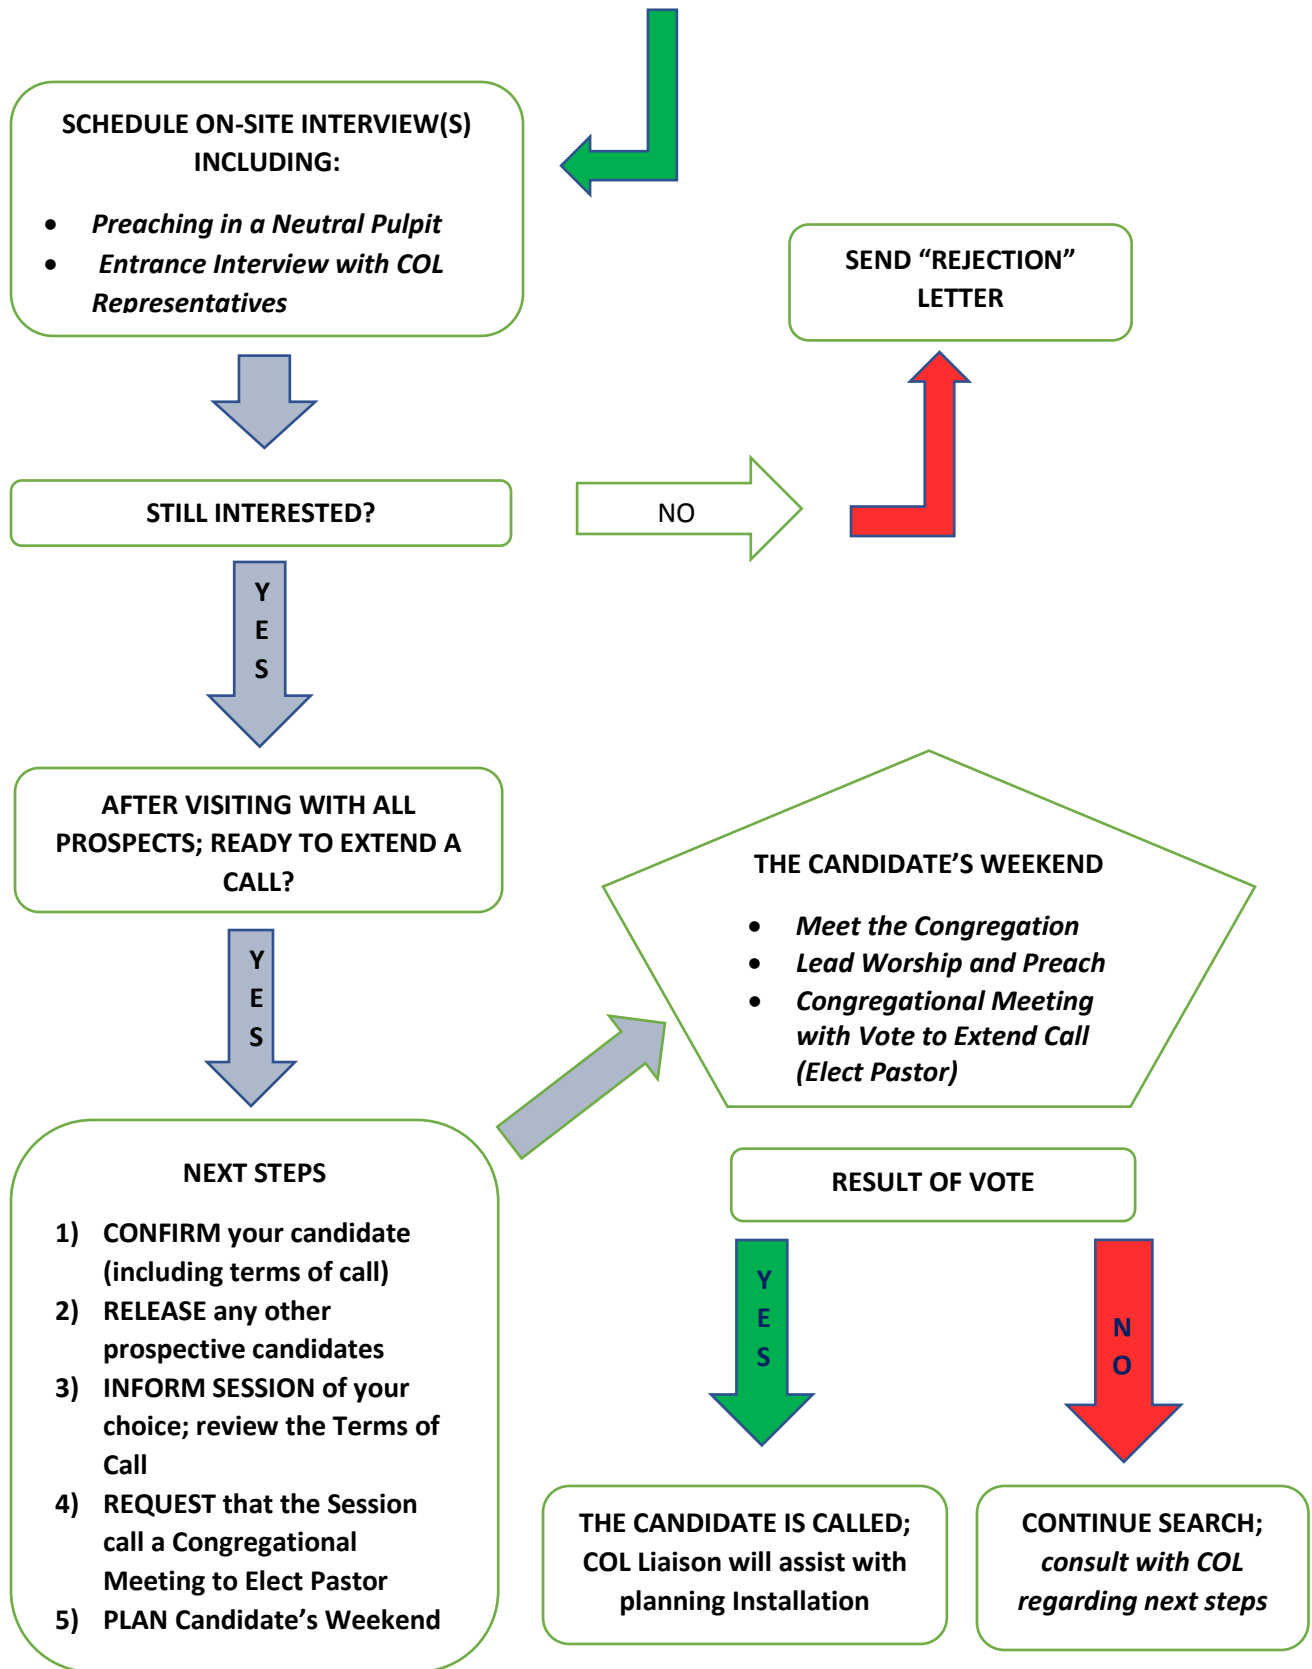 SCHEDULE ON-SITE INTERVIEW(S)
INCLUDING:
• Preaching in a Neutral Pulpit
• Entrance Interview with COL
Representatives
SEND “REJECTION”
LETTER
STILL INTERESTED?
NO
Y
E
S
AFTER VISITING WITH ALL
PROSPECTS; READY TO EXTEND A
CALL?
Y
E
S
NEXT STEPS
1) CONFIRM your candidate
(including terms of call)
2) RELEASE any other
prospective candidates
3) INFORM SESSION of your
choice; review the Terms of
Call
4) REQUEST that the Session
call a Congregational
Meeting to Elect Pastor
5) PLAN Candidate’s Weekend
THE CANDIDATE’S WEEKEND
• Meet the Congregation
• Lead Worship and Preach
• Congregational Meeting
with Vote to Extend Call
(Elect Pastor)
RESULT OF VOTE
Y
E
S
N
O
THE CANDIDATE IS CALLED;
COL Liaison will assist with
planning Installation
CONTINUE SEARCH;
consult with COL
regarding next steps